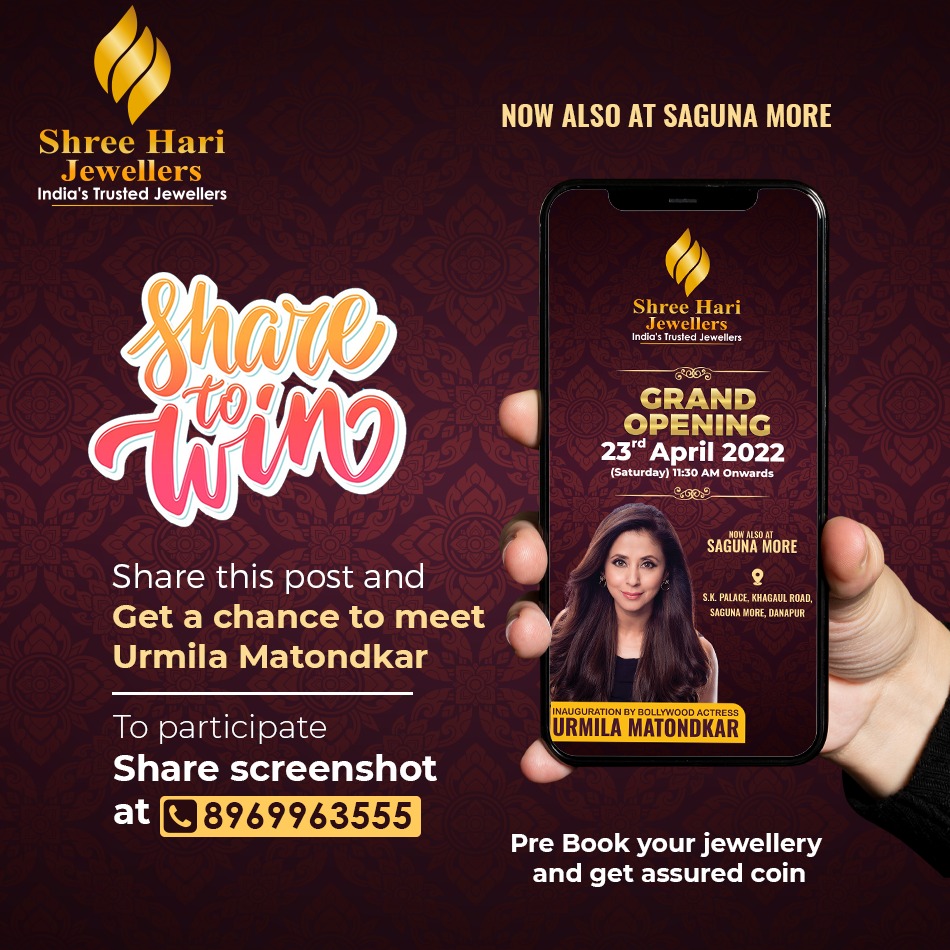 Shree Hari
Jewellers
India's Trusted Jewellers
NOW ALSO AT SAGUNA MORE
Share
to
Win
Share this post and
Get a chance to meet
Urmila Matondkar
To participate
Share screenshot
at 8969963555
Shree Hari
Jewellers
India's Trusted Jewellers
GRAND
OPENING
23rd April 2022
(Saturday) 11:30 AM Onwards
NOW ALSO AT
SAGUNA MORE
S.K. PALACE, KHAGAUL ROAD,
SAGUNA MORE, DANAPUR
INAUGURATION BY BOLLYWOOD ACTRESS
URMILA MATONDKAR
Pre Book your jewellery
and get assured coin